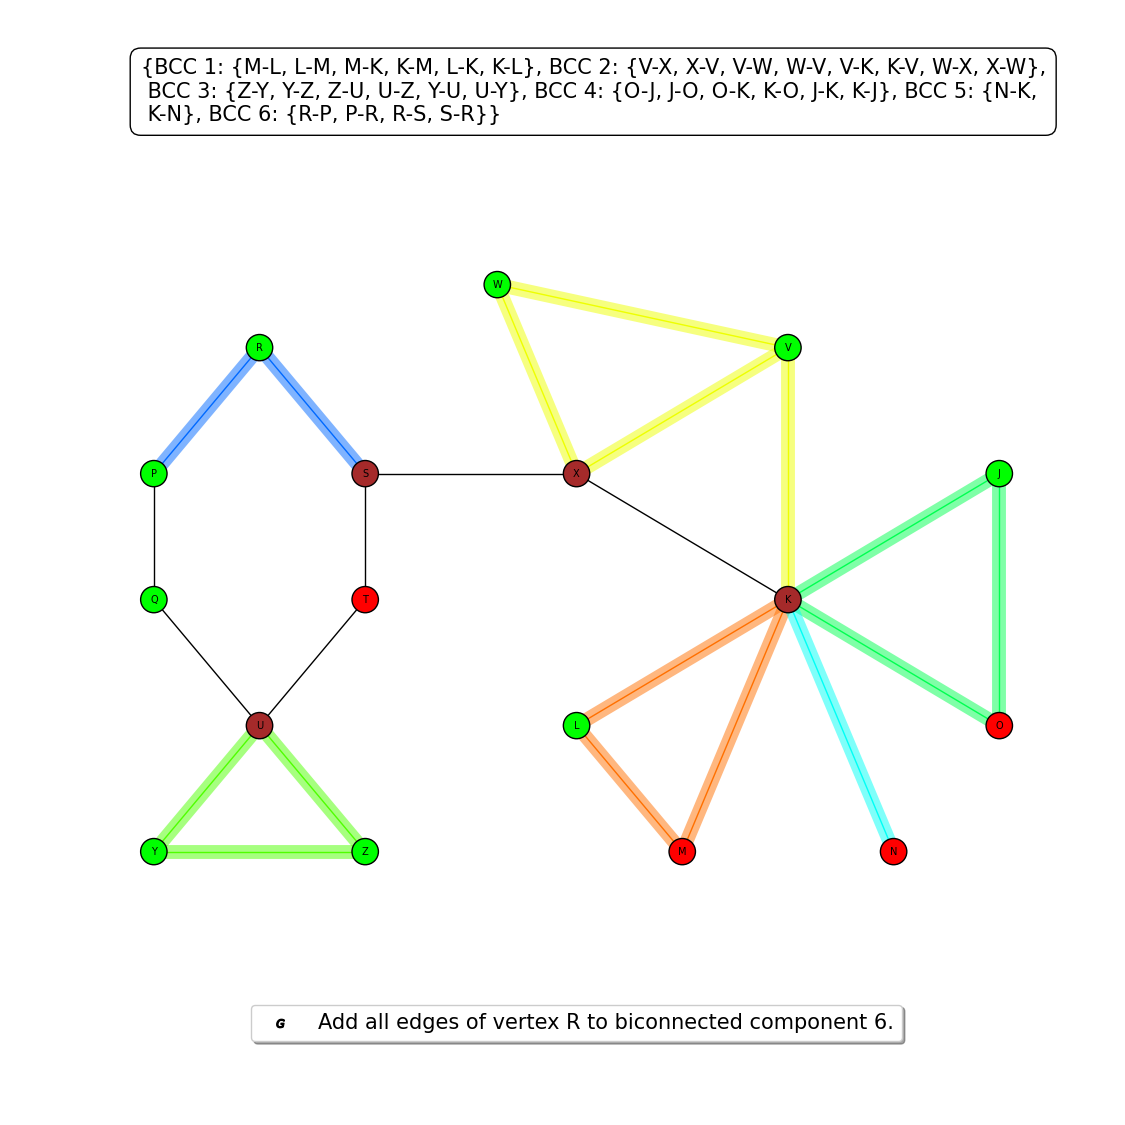 {BCC 1: {M-L, L-M, M-K, K-M, L-K, K-L}, BCC 2: {V-X, X-V, V-W, W-V, V-K, K-V, W-X, X-W},
BCC 3: {Z-Y, Y-Z, Z-U, U-Z, Y-U, U-Y}, BCC 4: {O-J, J-O, O-K, K-O, J-K, K-J}, BCC 5: {N-K,
K-N}, BCC 6: {R-P, P-R, R-S, S-R}}
W
R
V
P
S
X
J
Q
T
K
U
L
O
Y
Z
M
N
G Add all edges of vertex R to biconnected component 6.